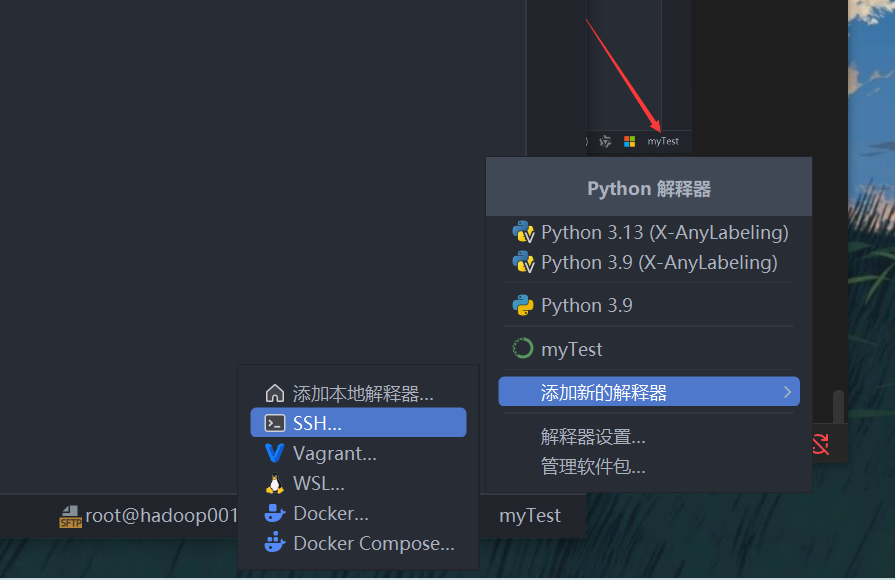 myTest
Python 解释器
Python 3.13 (X-AnyLabeling)
Python 3.9 (X-AnyLabeling)
Python 3.9
myTest
添加新的解释器
解释器设置...
管理软件包...
添加本地解释器...
SSH...
Vagrant...
WSL...
Docker...
Docker Compose...
SFTP root@hadoop001
myTest